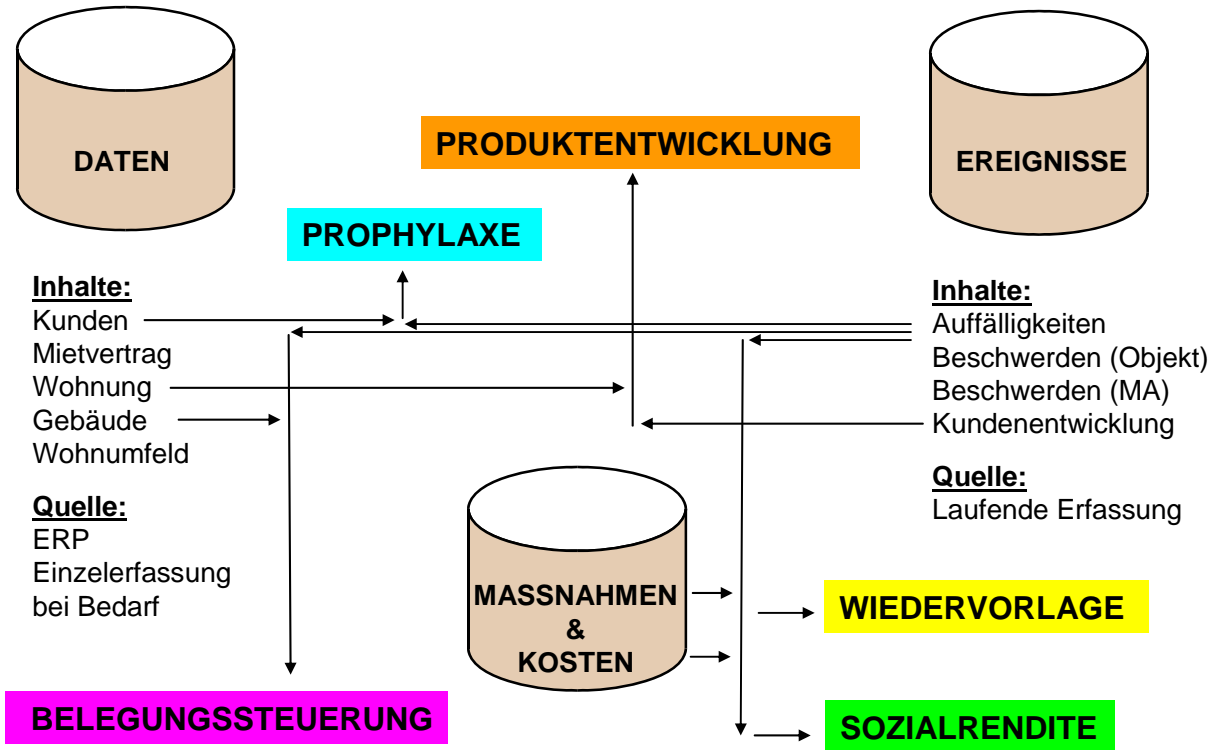 DATEN
PRODUKTENTWICKLUNG
EREIGNISSE
PROPHYLAXE
Inhalte:
Kunden
Mietvertrag
Wohnung
Gebäude
Wohnumfeld
Quelle:
ERP
Einzelerfassung
bei Bedarf
Inhalte:
Auffälligkeiten
Beschwerden (Objekt)
Beschwerden (MA)
Kundenentwicklung
Quelle:
Laufende Erfassung
MASSNAHMEN
&
KOSTEN
WIEDERVORLAGE
BELEGUNGSSTEUERUNG
SOZIALRENDITE